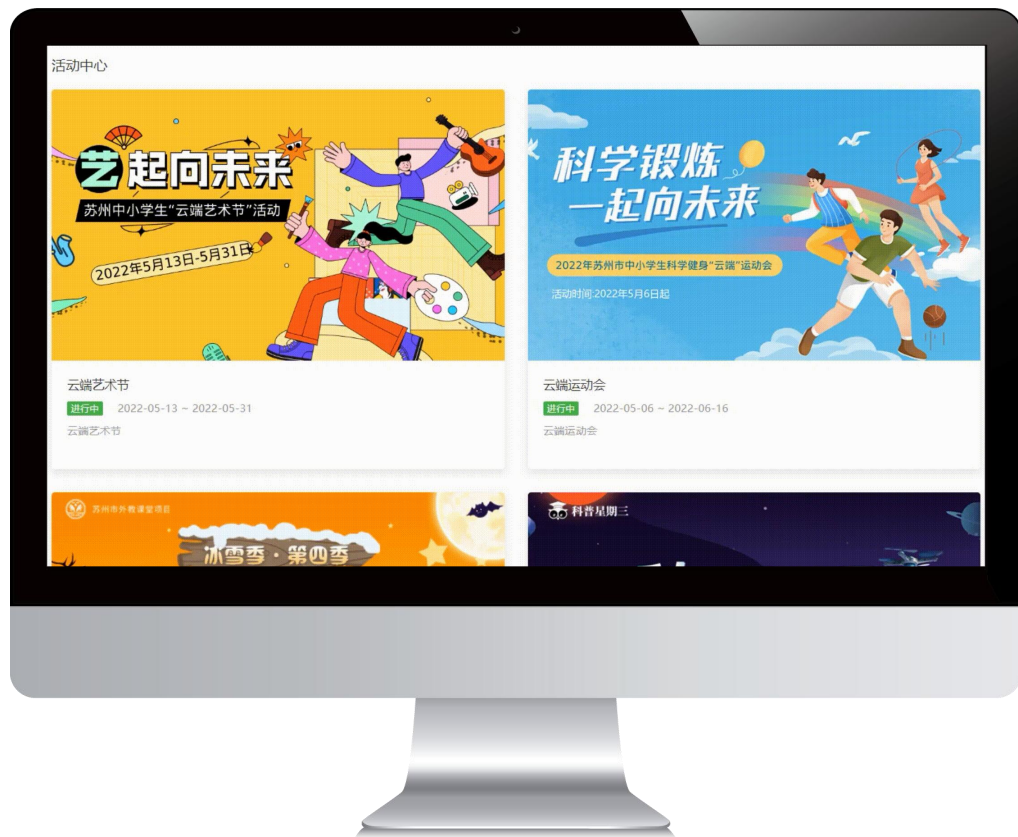 活动中心
艺起向未来
苏州中小学生“云端艺术节”活动
2022年5月13日-5月31日
科学锻炼
一起向未来
2022年苏州市中小学生科学健身“云端”运动会
活动时间:2022年5月6日起
云端艺术节
进行中 2022-05-13 ~ 2022-05-31
云端艺术节
云端运动会
进行中 2022-05-06 ~ 2022-06-16
云端运动会
苏州市外教课堂项目
冰雪季·第四季
科普星期三